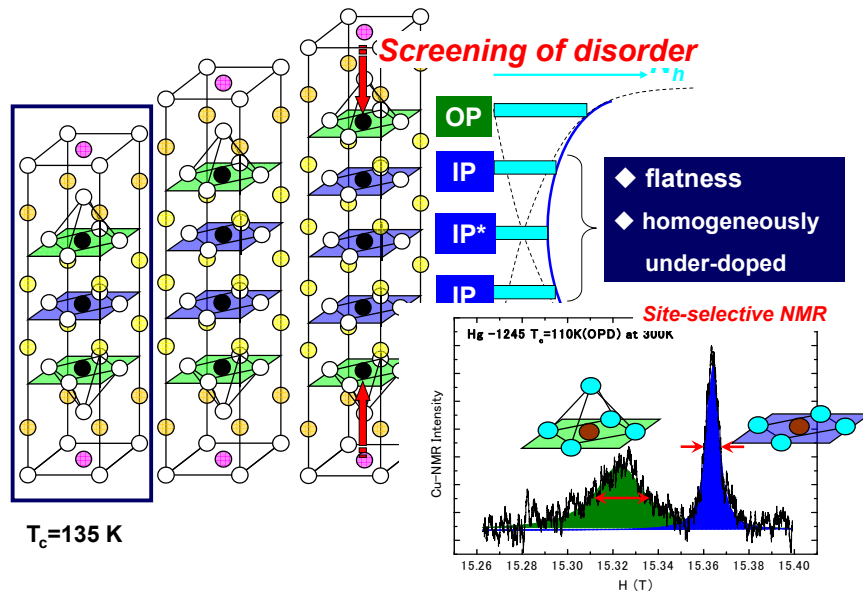 Screening of disorder
OP
IP
IP*
IP
◆ flatness
◆ homogeneously
under-doped
Site-selective NMR
Hg -1245 Tc=110K(OPD) at 300K
Cu-NMR Intensity
15.26 15.28 15.30 15.32 15.34 15.36 15.38 15.40
H (T)
Tc=135 K